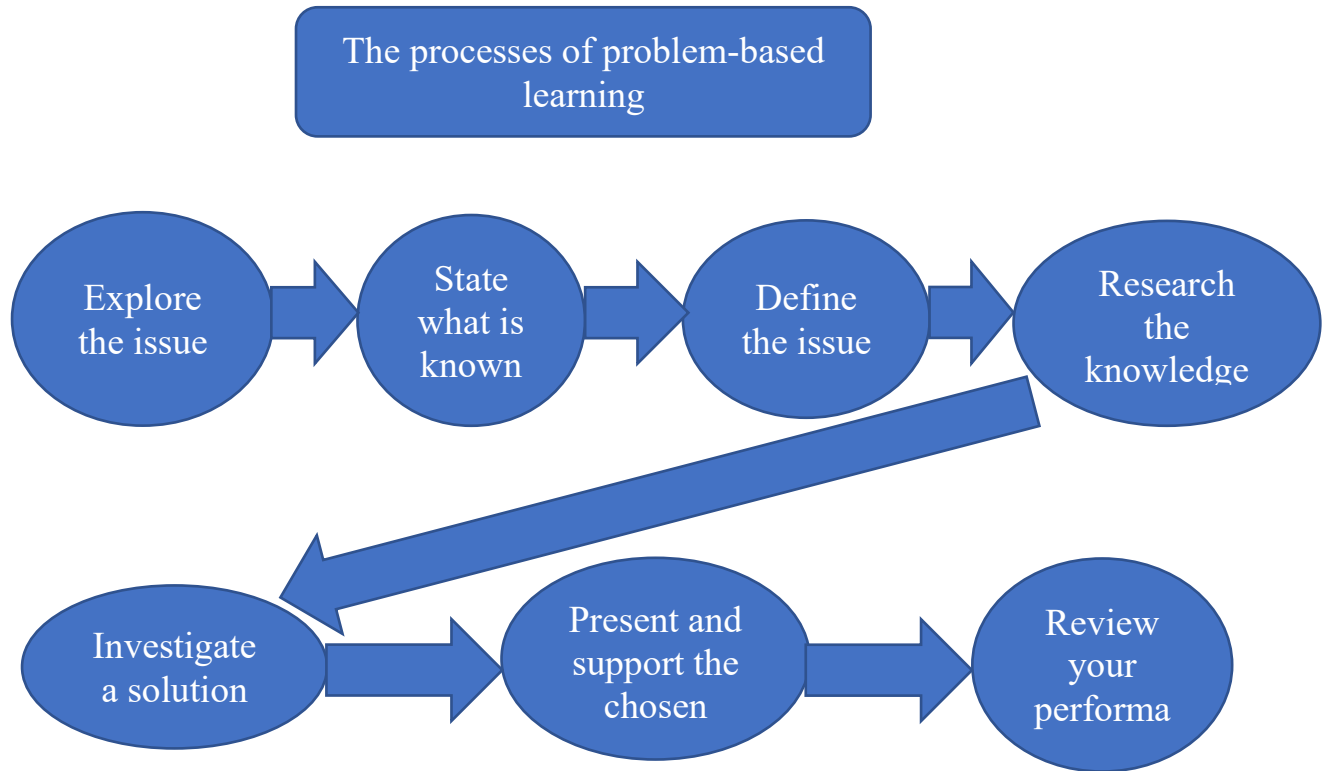 The processes of problem-based
learning
Explore
the issue
State
what is
known
Define
the issue
Research
the
knowledge
Investigate
a solution
Present and
support the
chosen
Review
your
performa